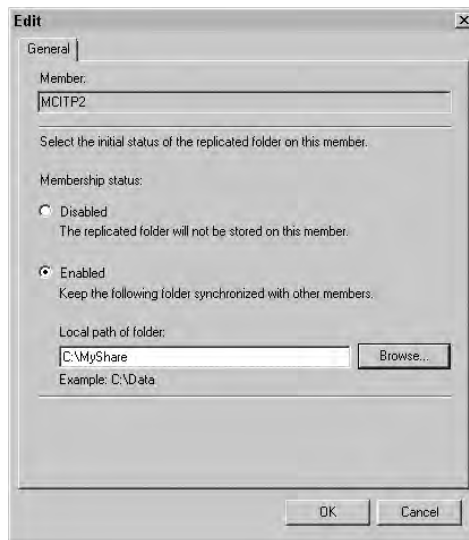 Edit
General
Member:
MCITP2
Select the initial status of the replicated folder on this member.
Membership status:
Disabled
The replicated folder will not be stored on this member.
Enabled
Keep the following folder synchronized with other members.
Local path of folder:
C:\MyShare
Browse...
Example: C:\Data
OK
Cancel